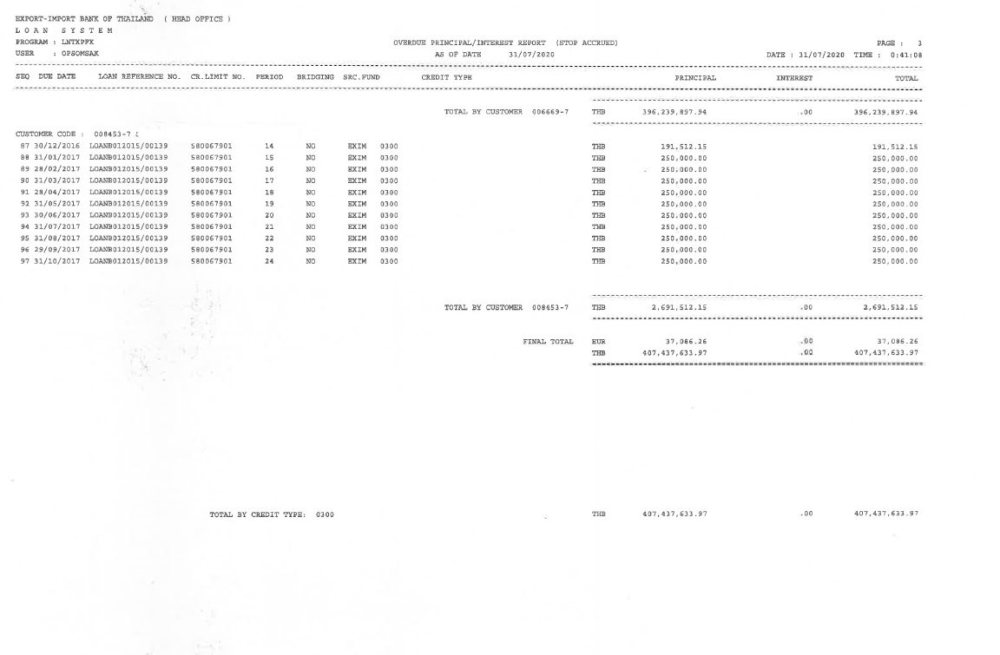 EXPORT-IMPORT BANK OF THAILAND ( HEAD OFFICE )
L O A N S Y S T E M
PROGRAM : LNTXPFK OVERDUE PRINCIPAL/INTEREST REPORT (STOP ACCRUED) PAGE : 3
USER : OPSOMSAK AS OF DATE 31/07/2020 DATE : 31/07/2020 TIME : 0:41:08
SEQ DUE DATE LOAN REFERENCE NO. CR.LIMIT NO. PERIOD BRIDGING SRC.FUND CREDIT TYPE PRINCIPAL INTEREST TOTAL
TOTAL BY CUSTOMER 006669-7 THB 396,239,897.94 .00 396,239,897.94
CUSTOMER CODE : 008453-7
87 30/12/2016 LOANB012015/00139 580067901 14 NO EXIM 0300 THB 191,512.15 191,512.15
88 31/01/2017 LOANB012015/00139 580067901 15 NO EXIM 0300 THB 250,000.00 250,000.00
89 28/02/2017 LOANB012015/00139 580067901 16 NO EXIM 0300 THB 250,000.00 250,000.00
90 31/03/2017 LOANB012015/00139 580067901 17 NO EXIM 0300 THB 250,000.00 250,000.00
91 28/04/2017 LOANB012015/00139 580067901 18 NO EXIM 0300 THB 250,000.00 250,000.00
92 31/05/2017 LOANB012015/00139 580067901 19 NO EXIM 0300 THB 250,000.00 250,000.00
93 30/06/2017 LOANB012015/00139 580067901 20 NO EXIM 0300 THB 250,000.00 250,000.00
94 31/07/2017 LOANB012015/00139 580067901 21 NO EXIM 0300 THB 250,000.00 250,000.00
95 31/08/2017 LOANB012015/00139 580067901 22 NO EXIM 0300 THB 250,000.00 250,000.00
96 29/09/2017 LOANB012015/00139 580067901 23 NO EXIM 0300 THB 250,000.00 250,000.00
97 31/10/2017 LOANB012015/00139 580067901 24 NO EXIM 0300 THB 250,000.00 250,000.00
TOTAL BY CUSTOMER 008453-7 THB 2,691,512.15 .00 2,691,512.15
FINAL TOTAL EUR 37,086.26 .00 37,086.26
THB 407,437,633.97 .00 407,437,633.97
TOTAL BY CREDIT TYPE: 0300 THB 407,437,633.97 .00 407,437,633.97